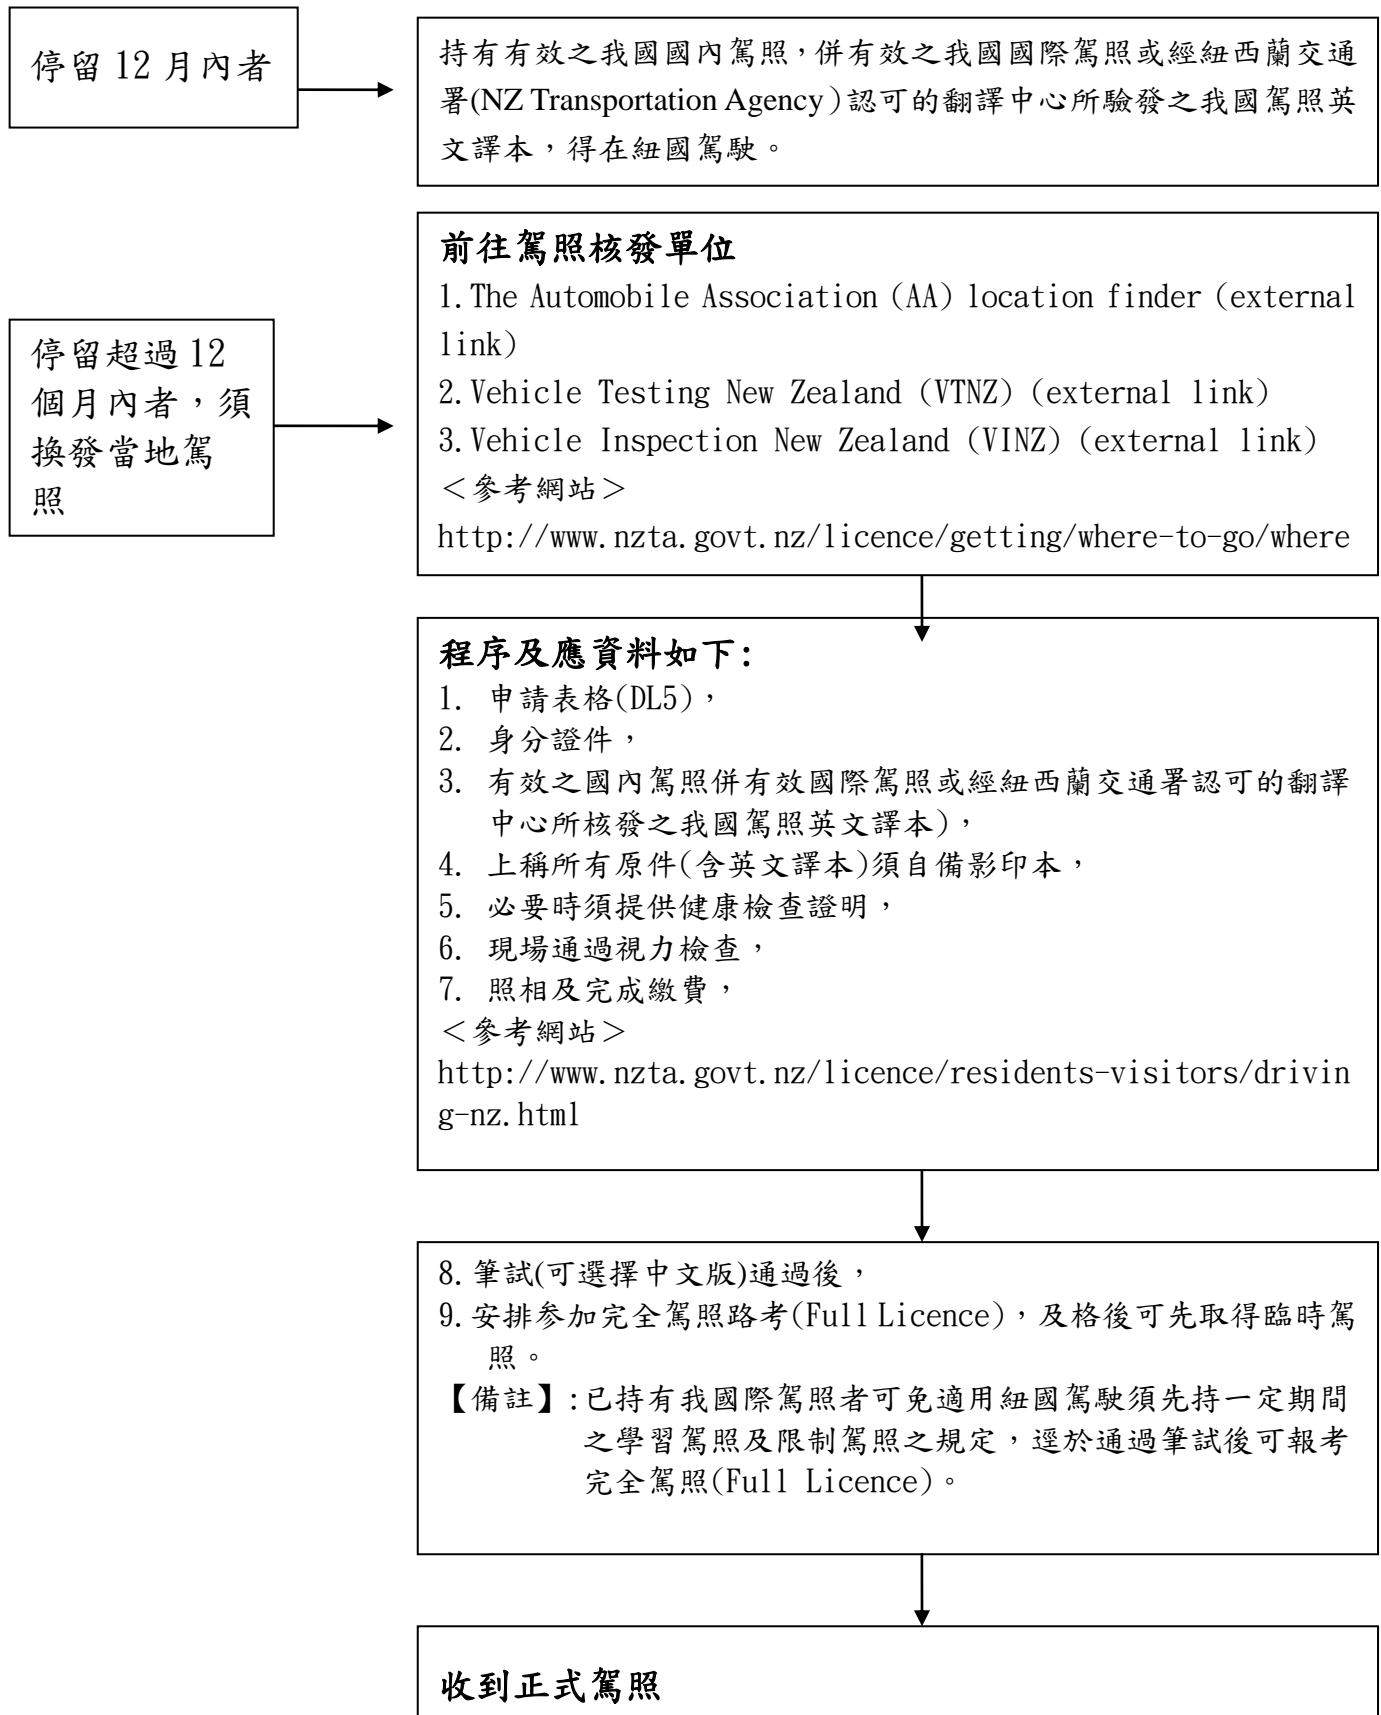 停留 12 月內者
持有有效之我國國內駕照，併有效之我國國際駕照或經紐西蘭交通
署(NZ Transportation Agency）認可的翻譯中心所驗發之我國駕照英
文譯本，得在紐國駕駛。
前往駕照核發單位
1.The Automobile Association (AA) location finder (external
link)
2.Vehicle Testing New Zealand (VTNZ) (external link)
3.Vehicle Inspection New Zealand (VINZ) (external link)
＜參考網站＞
http://www.nzta.govt.nz/licence/getting/where-to-go/where
停留超過 12
個月內者，須
換發當地駕
照
程序及應資料如下:
1. 申請表格(DL5)，
2. 身分證件，
3. 有效之國內駕照併有效國際駕照或經紐西蘭交通署認可的翻譯
中心所核發之我國駕照英文譯本)，
4. 上稱所有原件(含英文譯本)須自備影印本，
5. 必要時須提供健康檢查證明，
6. 現場通過視力檢查，
7. 照相及完成繳費，
＜參考網站＞
http://www.nzta.govt.nz/licence/residents-visitors/drivin
g-nz.html
8.筆試(可選擇中文版)通過後，
9.安排參加完全駕照路考(Full Licence)，及格後可先取得臨時駕
照。
【備註】:已持有我國際駕照者可免適用紐國駕駛須先持一定期間
之學習駕照及限制駕照之規定，逕於通過筆試後可報考
完全駕照(Full Licence)。
收到正式駕照